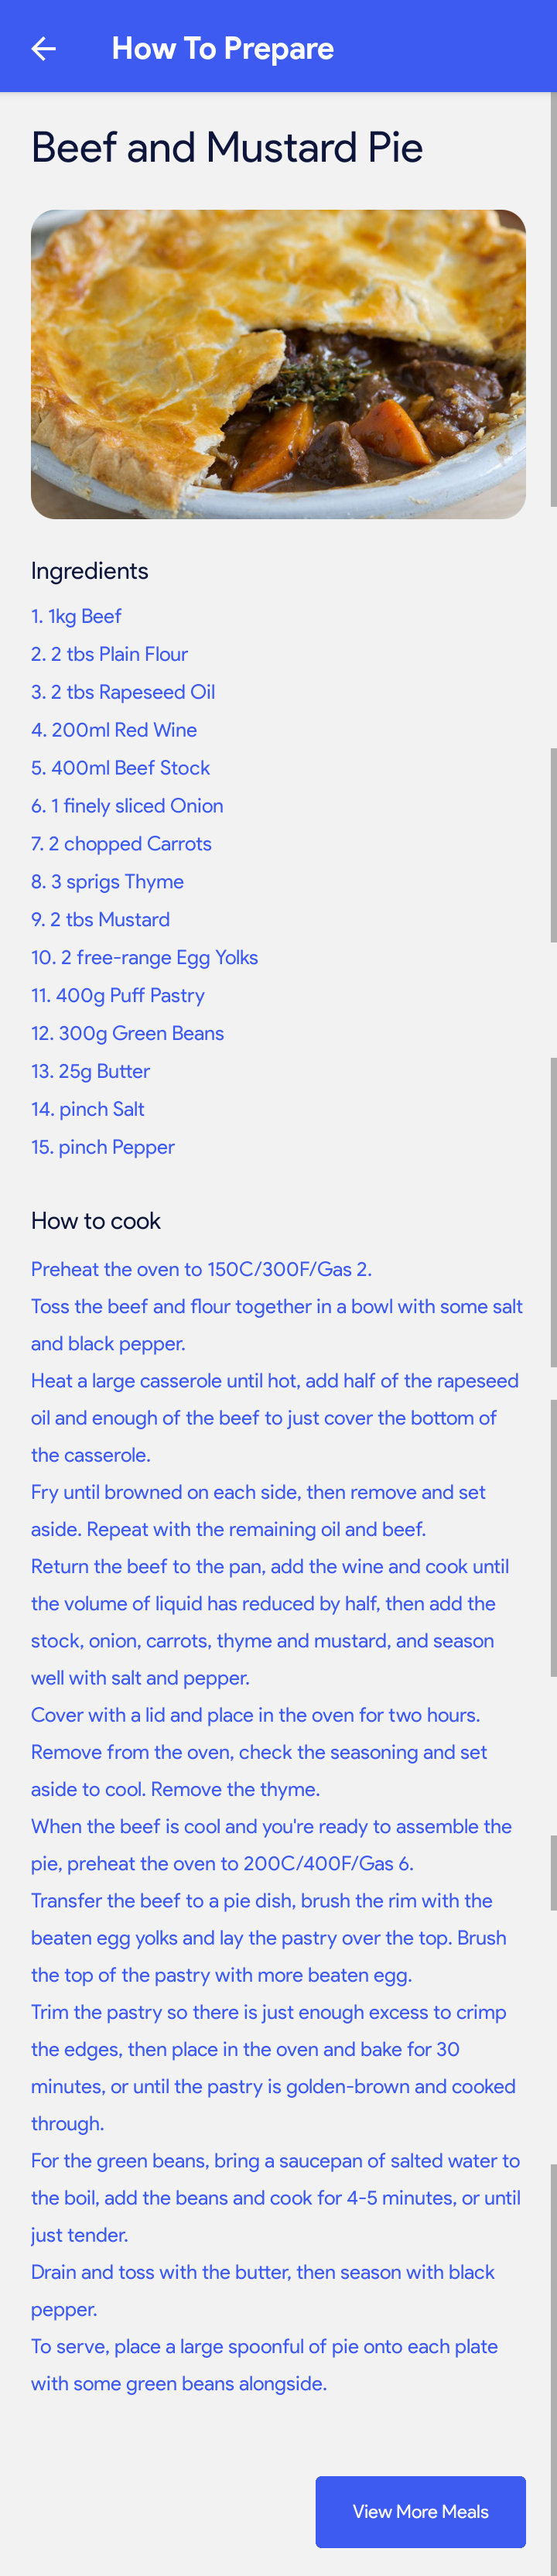 How To Prepare
Beef and Mustard Pie
Ingredients
1. 1kg Beef
2. 2 tbs Plain Flour
3. 2 tbs Rapeseed Oil
4. 200ml Red Wine
5. 400ml Beef Stock
6. 1 finely sliced Onion
7. 2 chopped Carrots
8. 3 sprigs Thyme
9. 2 tbs Mustard
10. 2 free-range Egg Yolks
11. 400g Puff Pastry
12. 300g Green Beans
13. 25g Butter
14. pinch Salt
15. pinch Pepper
How to cook
Preheat the oven to 150C/300F/Gas 2.
Toss the beef and flour together in a bowl with some salt
and black pepper.
Heat a large casserole until hot, add half of the rapeseed
oil and enough of the beef to just cover the bottom of
the casserole.
Fry until browned on each side, then remove and set
aside. Repeat with the remaining oil and beef.
Return the beef to the pan, add the wine and cook until
the volume of liquid has reduced by half, then add the
stock, onion, carrots, thyme and mustard, and season
well with salt and pepper.
Cover with a lid and place in the oven for two hours.
Remove from the oven, check the seasoning and set
aside to cool. Remove the thyme.
When the beef is cool and you're ready to assemble the
pie, preheat the oven to 200C/400F/Gas 6.
Transfer the beef to a pie dish, brush the rim with the
beaten egg yolks and lay the pastry over the top. Brush
the top of the pastry with more beaten egg.
Trim the pastry so there is just enough excess to crimp
the edges, then place in the oven and bake for 30
minutes, or until the pastry is golden-brown and cooked
through.
For the green beans, bring a saucepan of salted water to
the boil, add the beans and cook for 4-5 minutes, or until
just tender.
Drain and toss with the butter, then season with black
pepper.
To serve, place a large spoonful of pie onto each plate
with some green beans alongside.
View More Meals